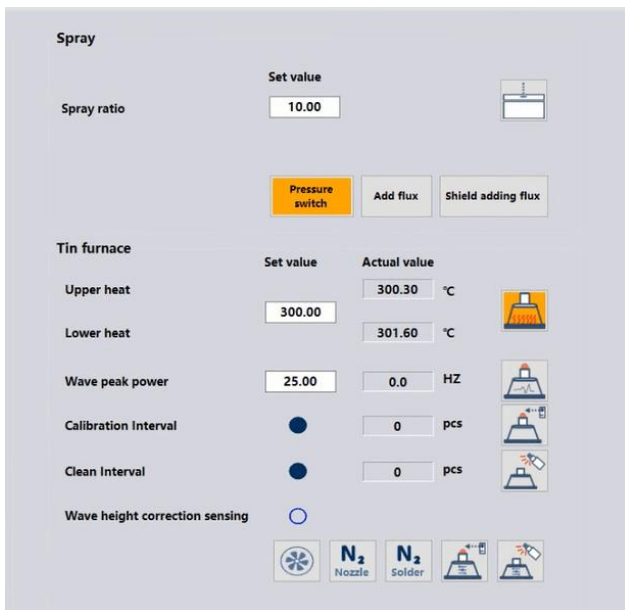 Spray
Set value
Spray ratio
10.00
Pressure switch
Add flux
Shield adding flux
Tin furnace
Set value
Actual value
Upper heat
300.30 ℃
300.00
Lower heat
301.60 ℃
Wave peak power
25.00
0.0
HZ
Calibration Interval
0
pcs
Clean Interval
0
pcs
Wave height correction sensing
N₂
Nozzle
N₂
Solder